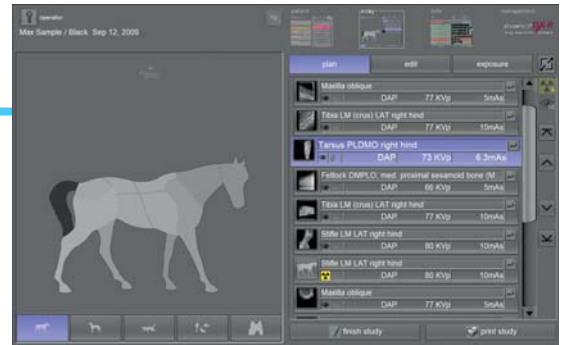 operator
Max Sample / Black Sep 12, 2009
plan
edit
exposure
Maxilla oblique
DAP 77 KVp 5mAs
Tibia LM (crus) LAT right hind
DAP 77 KVp 10mAs
Tarsus PLDMO right hind
DAP 73 KVp 6.3mAs
Fetlock DMPLO, med. proximal sesamoid bone (M...
DAP 66 KVp 5mAs
Tibia LM (crus) LAT right hind
DAP 77 KVp 10mAs
Stifle LM LAT right hind
DAP 80 KVp 10mAs
Stifle LM LAT right hind
DAP 80 KVp 10mAs
Maxilla oblique
DAP 77 KVp 5mAs
finish study
print study